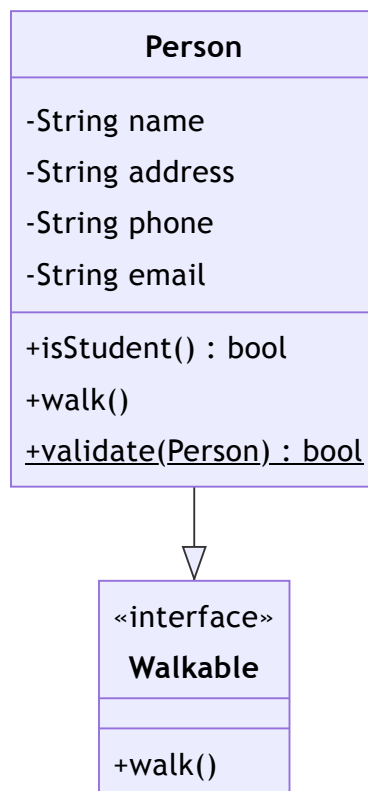 Person
-String name
-String address
-String phone
-String email
+isStudent() : bool
+walk()
+validate(Person) : bool
«interface»
Walkable
+walk()